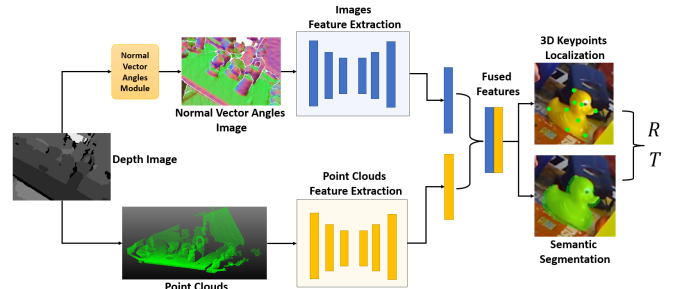 Images
Feature Extraction
3D Keypoints
Localization
Normal
Vector
Angles
Module
Fused
Features
Normal Vector Angles
Image
R
T
Depth Image
Point Clouds
Feature Extraction
Semantic
Segmentation
Point Clouds